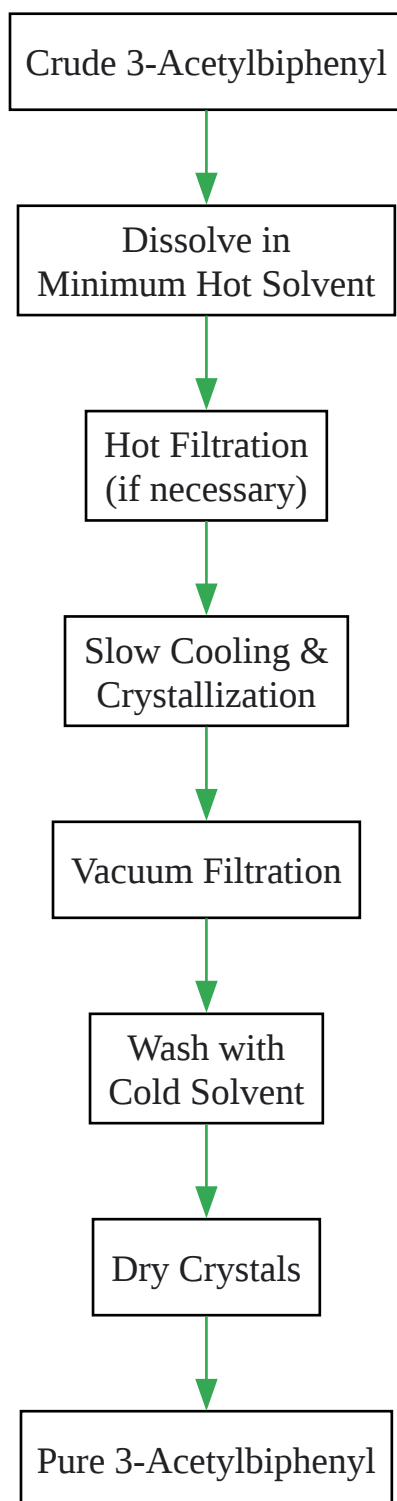 Crude 3-Acetylbiphenyl
Dissolve in
Minimum Hot Solvent
Hot Filtration
(if necessary)
Slow Cooling &
Crystallization
Vacuum Filtration
Wash with
Cold Solvent
Dry Crystals
Pure 3-Acetylbiphenyl